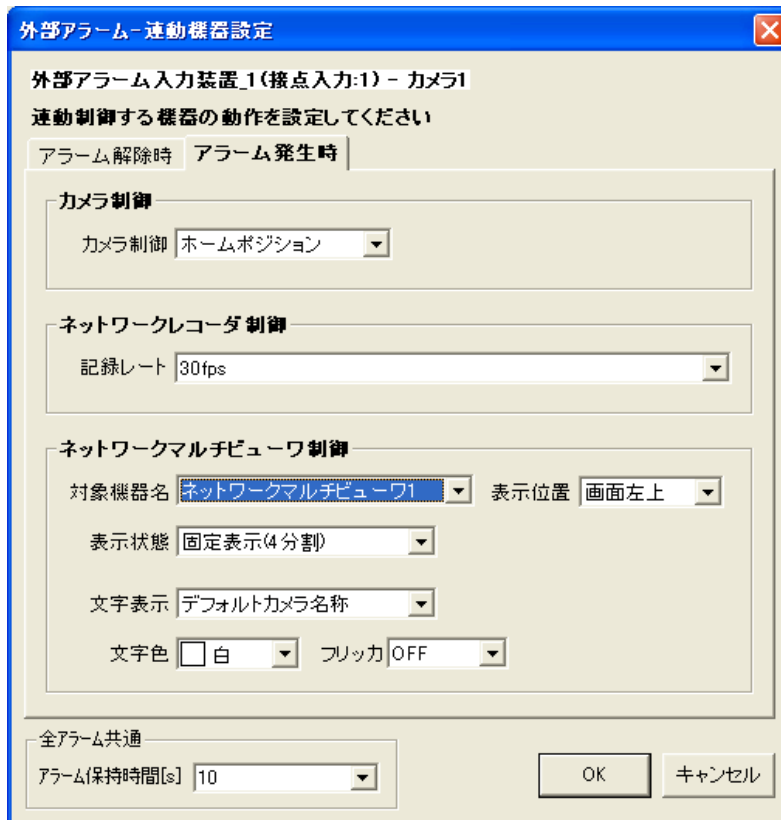 外部アラーム-連動機器設定
外部アラーム入力装置_1(接点入力:1) - カメラ1
連動制御する機器の動作を設定してください
アラーム解除時 アラーム発生時
カメラ制御
カメラ制御 ホームポジション
ネットワークレコーダ制御
記録レート 30fps
ネットワークマルチビューワ制御
対象機器名 ネットワークマルチビューワ1 表示位置 画面左上
表示状態 固定表示(4分割)
文字表示 デフォルトカメラ名称
文字色 白 フリッカ OFF
全アラーム共通
アラーム保持時間[s] 10
OK キャンセル